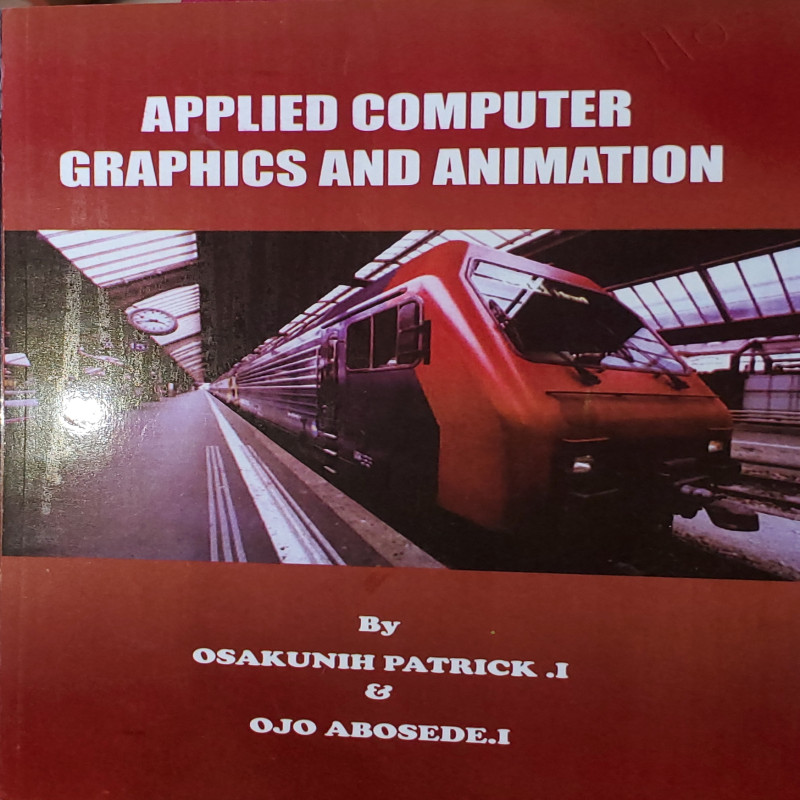 APPLIED COMPUTER
GRAPHICS AND ANIMATION
By
OSAKUNIH PATRICK .I
&
OJO ABOSEDE.I